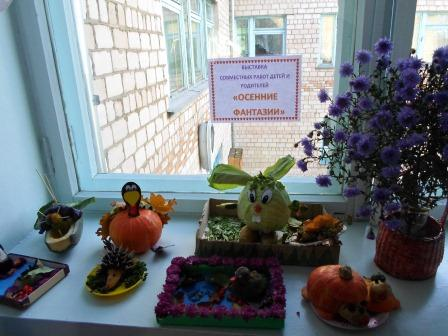 ВЫСТАВКА
СОВМЕСТНЫХ РАБОТ ДЕТЕЙ И
РОДИТЕЛЕЙ
«ОСЕННИЕ
ФАНТАЗИИ»